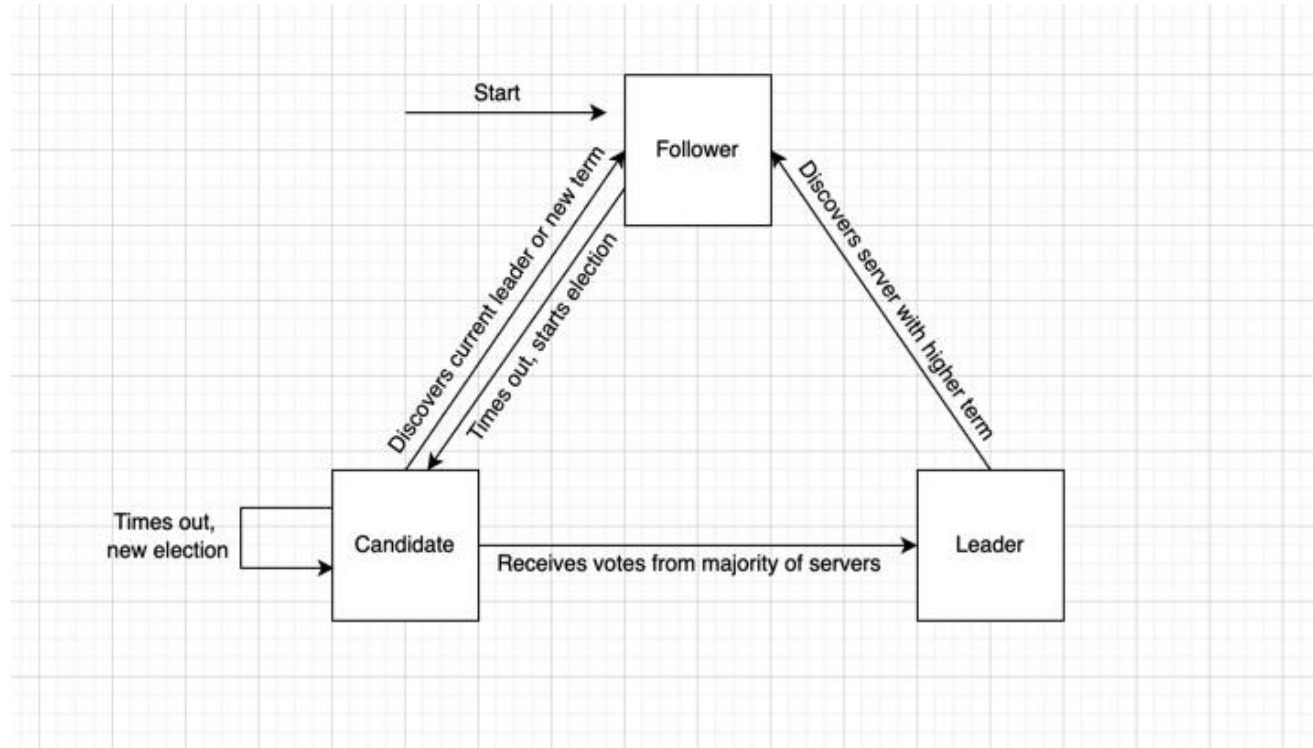 Start
Follower
Discovers current leader or new term
Times out, starts election
Discovers server with higher term
Times out,
new election
Candidate
Receives votes from majority of servers
Leader